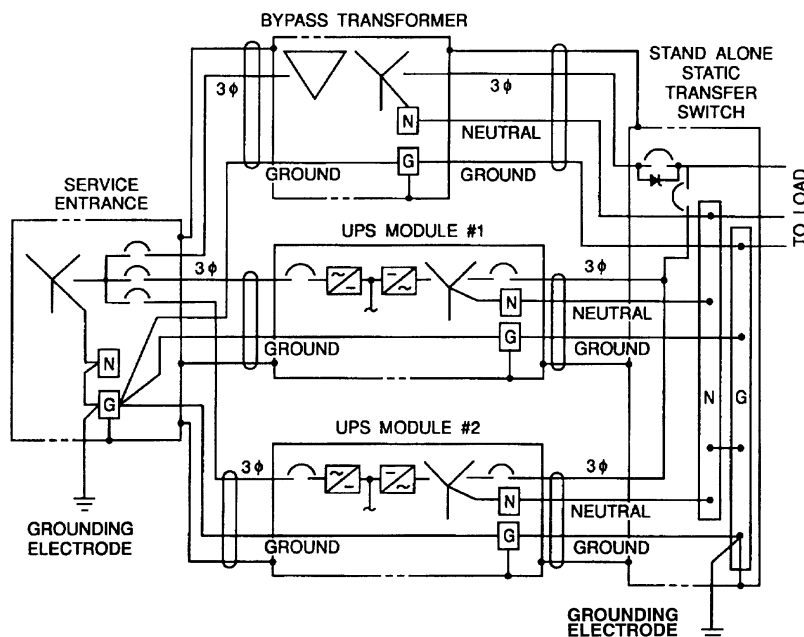 BYPASS TRANSFORMER
STAND ALONE
STATIC
TRANSFER
SWITCH
3ϕ
3ϕ
N
NEUTRAL
G
GROUND
GROUND
TO LOAD
SERVICE
ENTRANCE
UPS MODULE #1
3ϕ
3ϕ
N
NEUTRAL
G
GROUND
GROUND
N
G
N
G
UPS MODULE #2
3ϕ
3ϕ
N
NEUTRAL
G
GROUND
GROUND
GROUNDING
ELECTRODE
GROUNDING
ELECTRODE